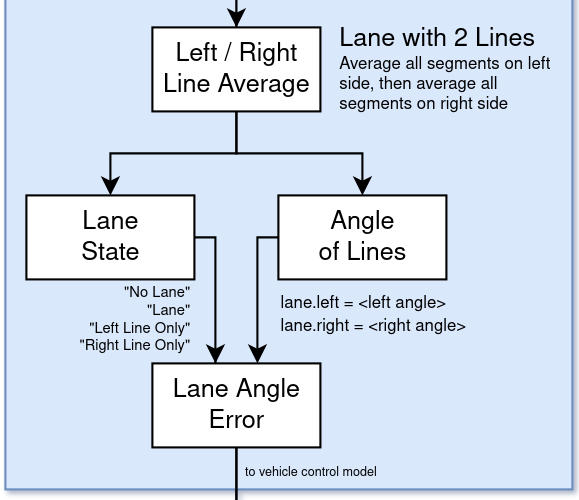 Left / Right
Line Average
Lane with 2 Lines
Average all segments on left
side, then average all
segments on right side
Lane
State
Angle
of Lines
"No Lane"
"Lane"
"Left Line Only"
"Right Line Only"
lane.left = <left angle>
lane.right = <right angle>
Lane Angle
Error
to vehicle control model